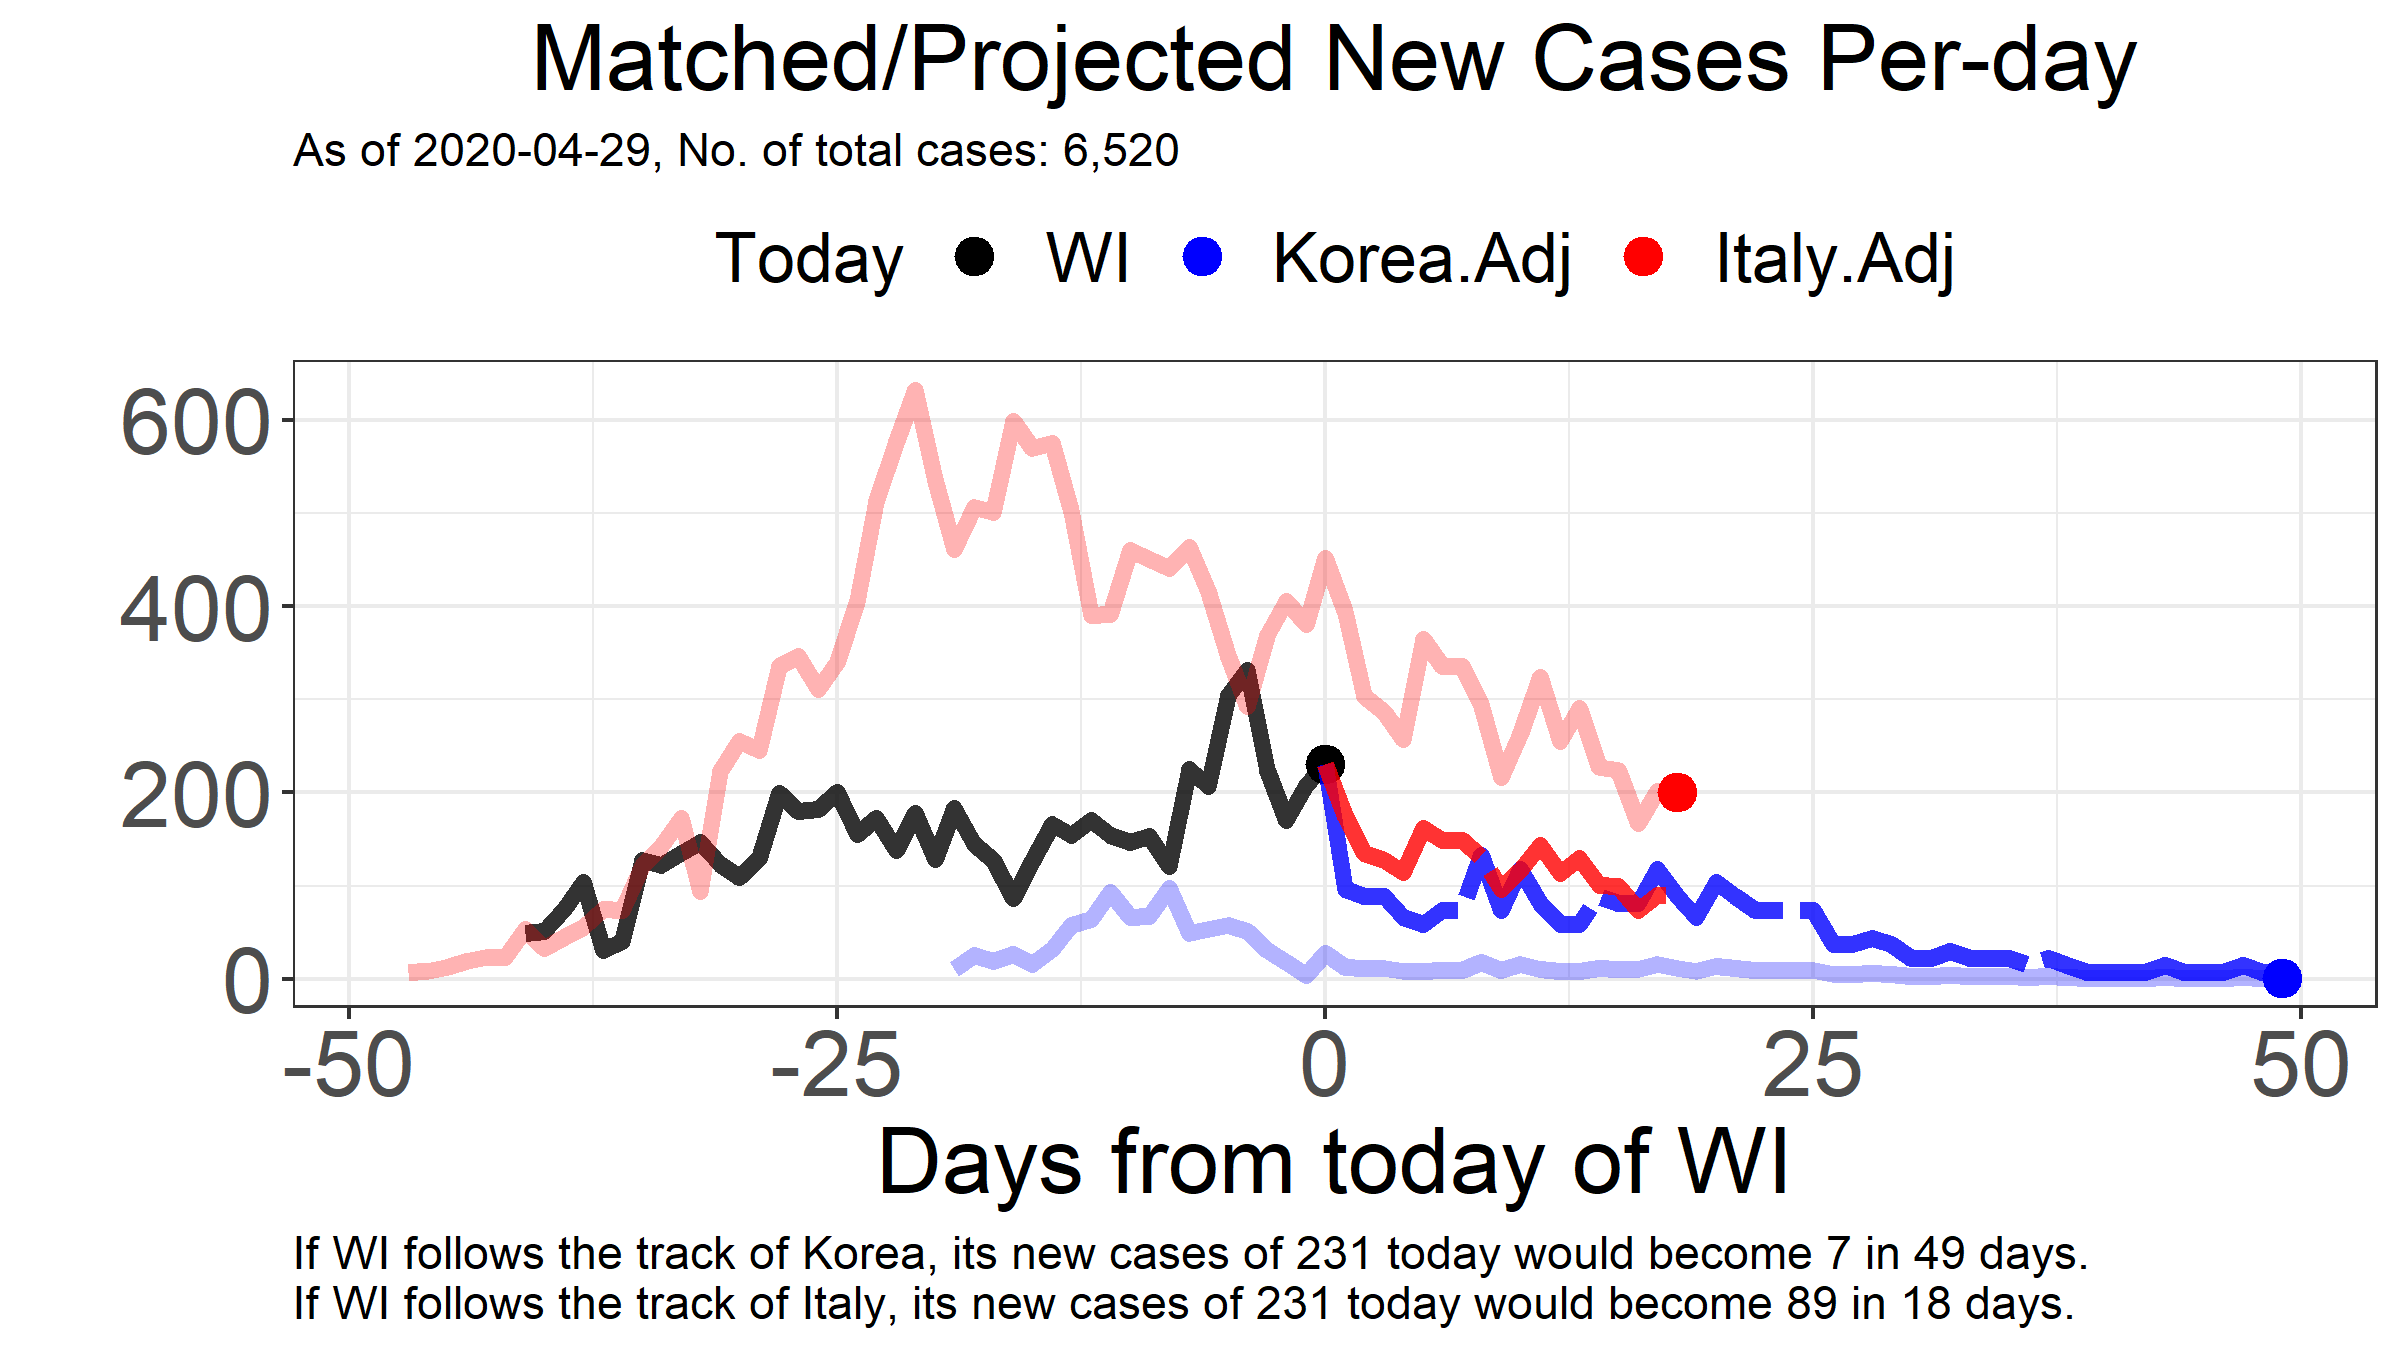 Matched/Projected New Cases Per-day
As of 2020-04-29, No. of total cases: 6,520
Today WI Korea.Adj Italy.Adj
600
400
200
0
-50 -25 0 25 50
Days from today of WI
If WI follows the track of Korea, its new cases of 231 today would become 7 in 49 days.
If WI follows the track of Italy, its new cases of 231 today would become 89 in 18 days.